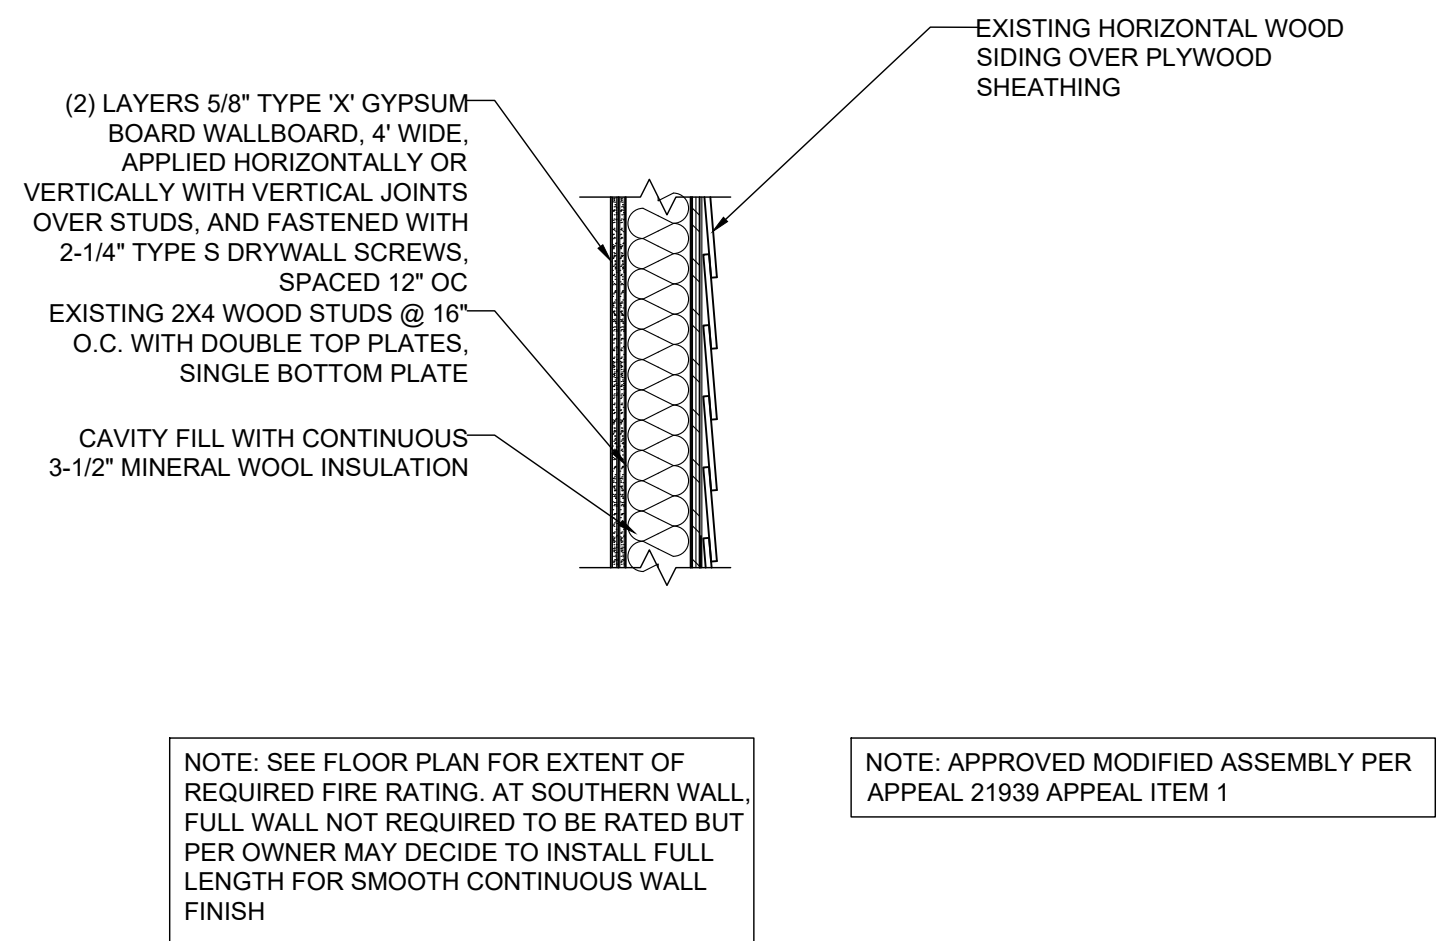 (2) LAYERS 5/8" TYPE 'X' GYPSUM
BOARD WALLBOARD, 4' WIDE,
APPLIED HORIZONTALLY OR
VERTICALLY WITH VERTICAL JOINTS
OVER STUDS, AND FASTENED WITH
2-1/4" TYPE S DRYWALL SCREWS,
SPACED 12" OC
EXISTING 2X4 WOOD STUDS @ 16"
O.C. WITH DOUBLE TOP PLATES,
SINGLE BOTTOM PLATE
CAVITY FILL WITH CONTINUOUS
3-1/2" MINERAL WOOL INSULATION
EXISTING HORIZONTAL WOOD
SIDING OVER PLYWOOD
SHEATHING
NOTE: SEE FLOOR PLAN FOR EXTENT OF
REQUIRED FIRE RATING. AT SOUTHERN WALL,
FULL WALL NOT REQUIRED TO BE RATED BUT
PER OWNER MAY DECIDE TO INSTALL FULL
LENGTH FOR SMOOTH CONTINUOUS WALL
FINISH
NOTE: APPROVED MODIFIED ASSEMBLY PER
APPEAL 21939 APPEAL ITEM 1